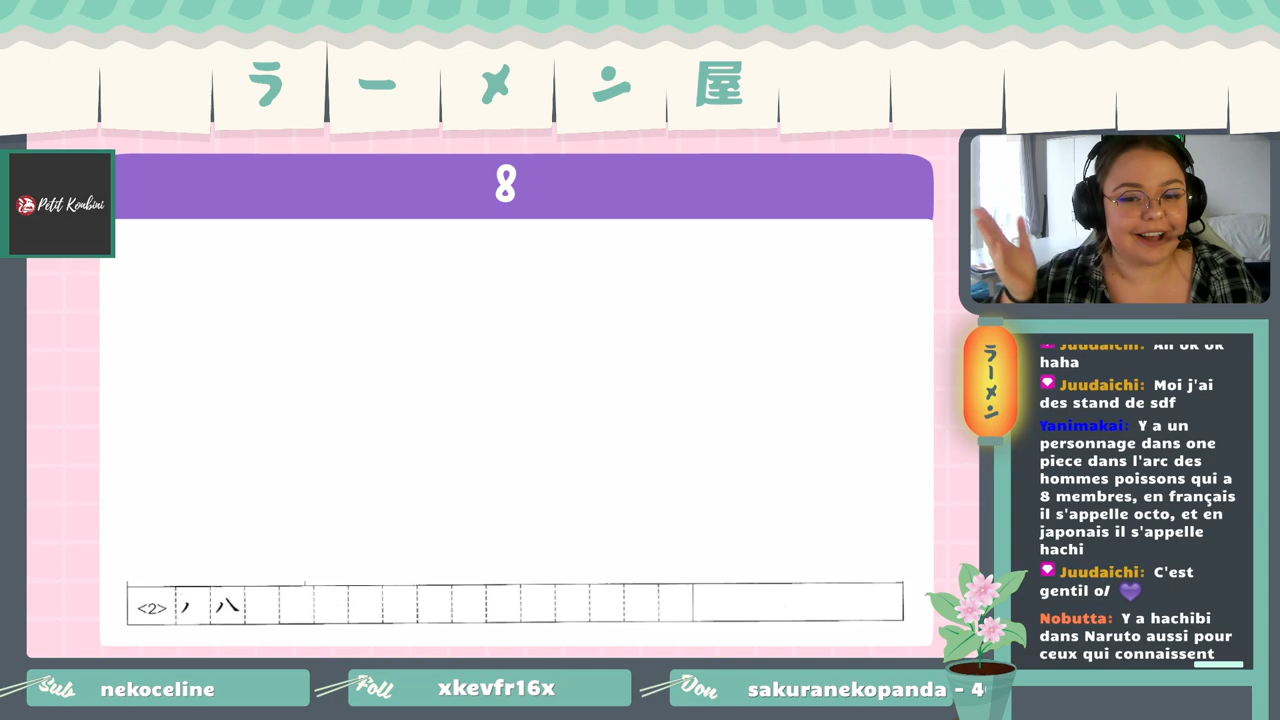 ラーメン屋
Petit Konbini
8
ラーメン
Juudaichi: Ah ok ok
haha
Juudaichi: Moi j'ai
des stand de sdf
Yanimakai: Y a un
personnage dans one
piece dans l'arc des
hommes poissons qui a
8 membres, en français
il s'appelle octo, et en
japonais il s'appelle
hachi
Juudaichi: C'est
gentil o/
Nobutta: Y a hachibi
dans Naruto aussi pour
ceux qui connaissent
<2> ノ 八
Sub nekoceline
Foll xkevfr16x
Don sakuranekopanda - 4